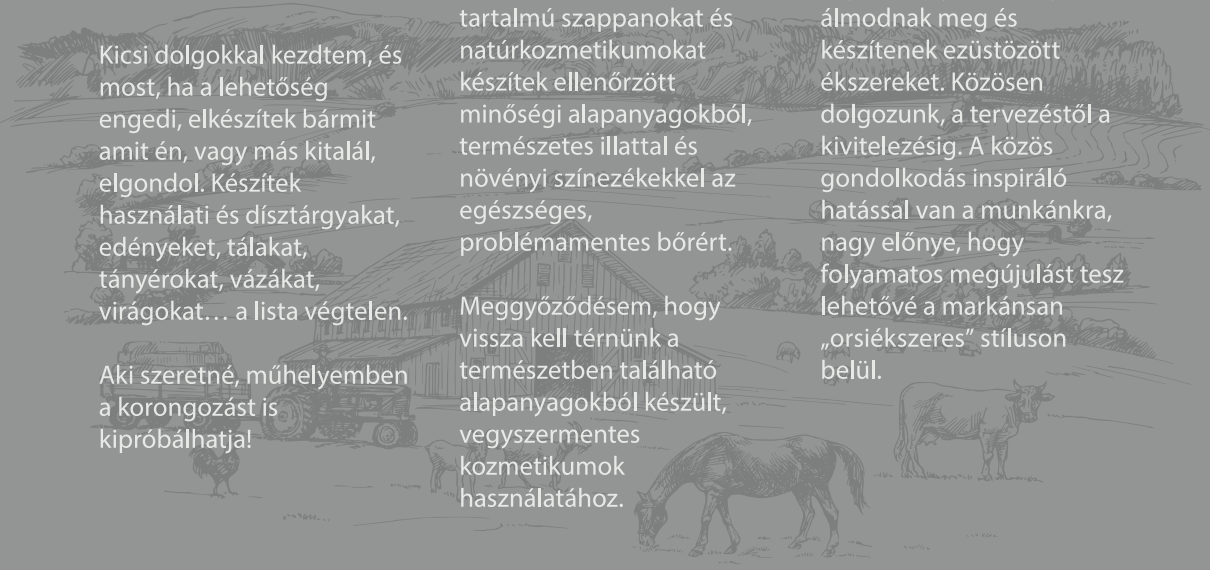 Kicsi dolgokkal kezdtem, és
most, ha a lehetőség
engedi, elkészítek bármit
amit én, vagy más kitalál,
elgondol. Készítek
használati és dísztárgyakat,
edényeket, tálakat,
tányérokat, vázákat,
virágokat… a lista végtelen.
Aki szeretné, műhelyemben
a korongozást is
kipróbálhatja!
tartalmú szappanokat és
natúrkozmetikumokat
készítek ellenőrzött
minőségi alapanyagokból,
természetes illattal és
növényi színezékekkel az
egészséges,
problémamentes bőrért.
Meggyőződésem, hogy
vissza kell térnünk a
természetben található
alapanyagokból készült,
vegyszermentes
kozmetikumok
használatához.
álmodnak meg és
készítenek ezüstözött
ékszereket. Közösen
dolgozunk, a tervezéstől a
kivitelezésig. A közös
gondolkodás inspiráló
hatással van a munkánkra,
nagy előnye, hogy
folyamatos megújulást tesz
lehetővé a markánsan
„orsiékszeres” stíluson
belül.